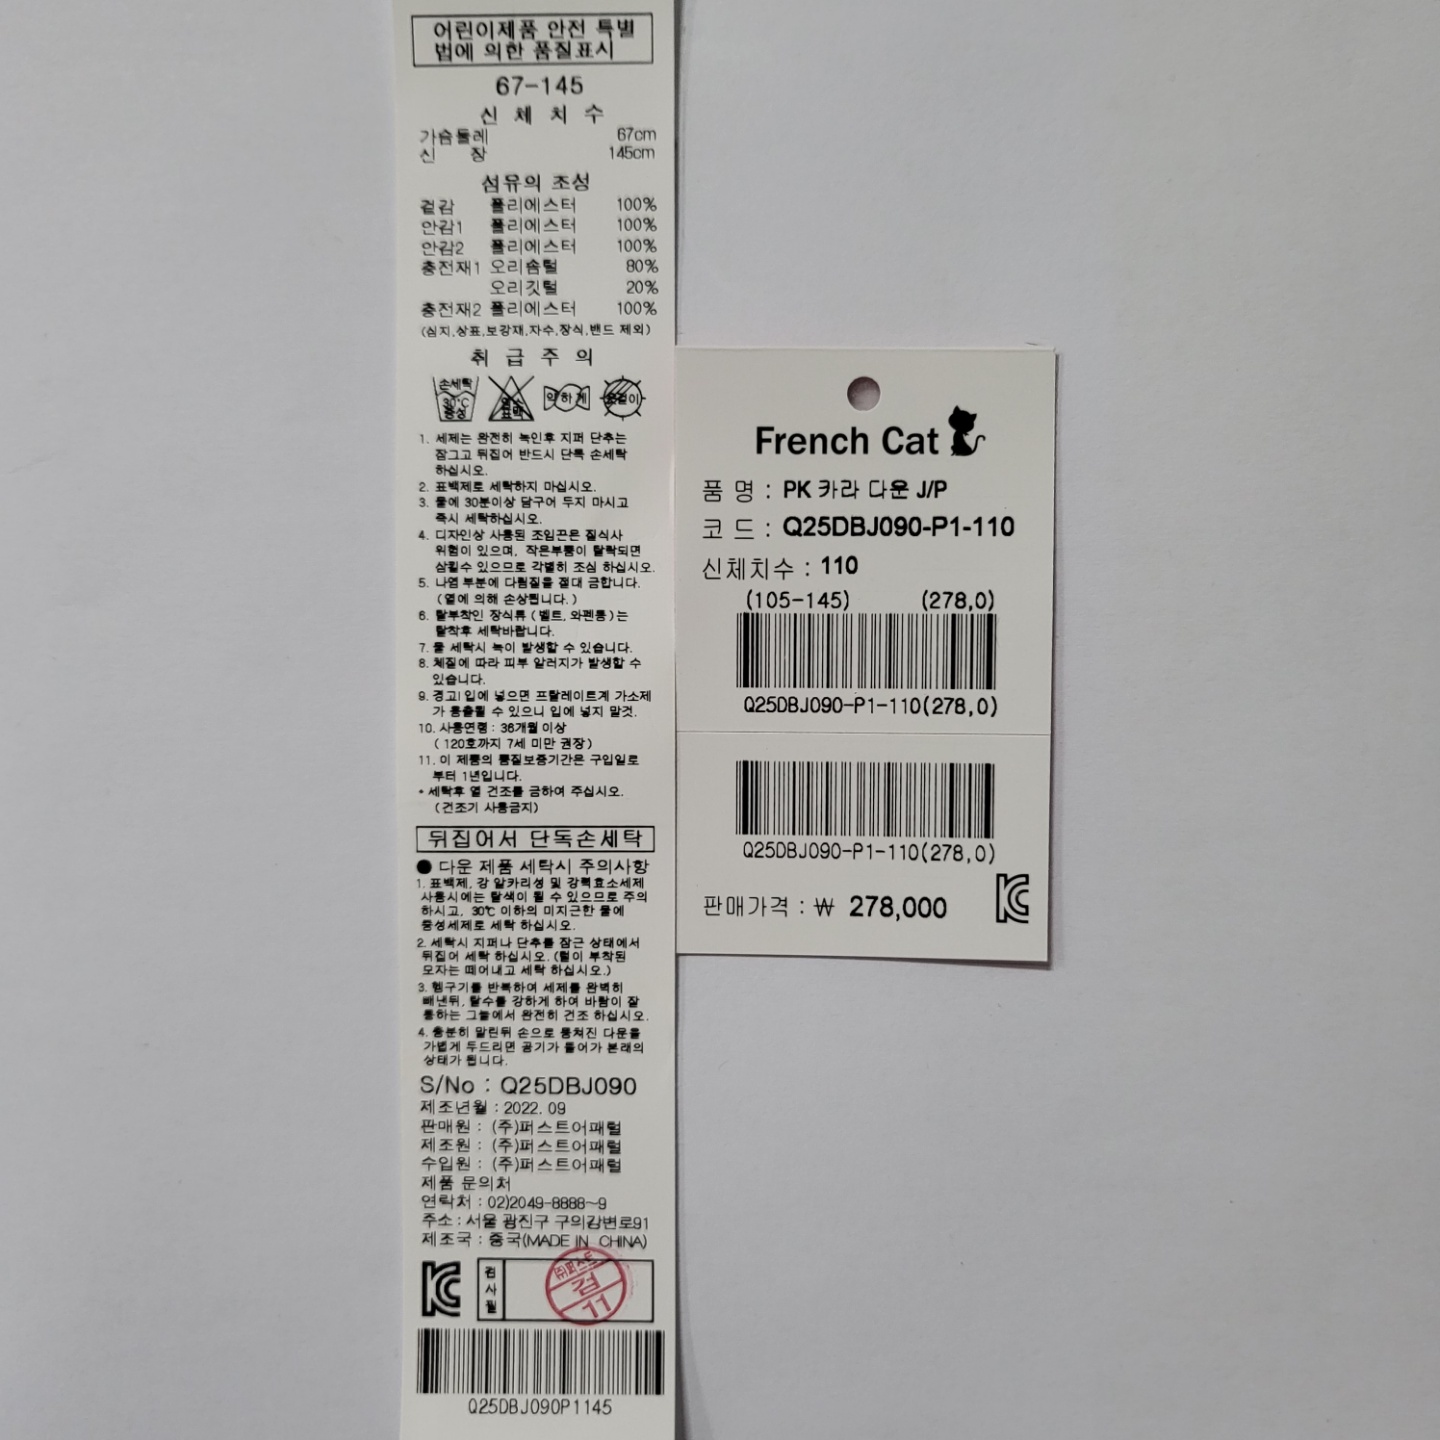 어린이제품 안전 특별
법에 의한 품질표시
67-145
신 체 치 수
가슴둘레 67cm
신 장 145cm
섬유의 조성
겉감 폴리에스터 100%
안감1 폴리에스터 100%
안감2 폴리에스터 100%
충전재1 오리솜털 80%
오리깃털 20%
충전재2 폴리에스터 100%
(심지,상표,보강재,자수,장식,밴드 제외)
취 급 주 의
손세탁
30℃
중성
염소
표백
약하게
옷걸이
1. 세제는 완전히 녹인후 지퍼 단추는
잠그고 뒤집어 반드시 단독 손세탁
하십시오.
2. 표백제로 세탁하지 마십시오.
3. 물에 30분이상 담구어 두지 마시고
즉시 세탁하십시오.
4. 디자인상 사용된 조임끈은 질식사
위험이 있으며, 작은부품이 탈락되면
삼킬수 있으므로 각별히 조심 하십시오.
5. 나염 부분에 다림질을 절대 금합니다.
(열에 의해 손상됩니다.)
6. 탈부착인 장식류 (벨트, 와펜통)는
탈착후 세탁바랍니다.
7. 물 세탁시 녹이 발생할 수 있습니다.
8. 체질에 따라 피부 알러지가 발생할 수
있습니다.
9. 경고! 입에 넣으면 프탈레이트계 가소제
가 용출될 수 있으니 입에 넣지 말것.
10. 사용연령 : 36개월 이상
( 120호까지 7세 미만 권장)
11. 이 제품의 품질보증기간은 구입일로
부터 1년입니다.
* 세탁후 열 건조를 금하여 주십시오.
(건조기 사용금지)
뒤집어서 단독손세탁
● 다운 제품 세탁시 주의사항
1. 표백제, 강 알카리성 및 강력효소세제
사용시에는 탈색이 될 수 있으므로 주의
하시고, 30℃ 이하의 미지근한 물에
중성세제로 세탁 하십시오.
2. 세탁시 지퍼나 단추를 잠근 상태에서
뒤집어 세탁 하십시오.(털이 부착된
모자는 떼어내고 세탁 하십시오.)
3. 헹구기를 반복하여 세제를 완벽히
빼낸뒤, 탈수를 강하게 하여 바람이 잘
통하는 그늘에서 완전히 건조 하십시오.
4. 충분히 말린뒤 손으로 뭉쳐진 다운을
가볍게 두드리면 공기가 들어가 본래의
상태가 됩니다.
S/No : Q25DBJ090
제조년월 : 2022. 09
판매원 : (주)퍼스트어패럴
제조원 : (주)퍼스트어패럴
수입원 : (주)퍼스트어패럴
제품 문의처
연락처 : 02)2049-8888~9
주소 : 서울 광진구 구의강변로91
제조국 : 중국(MADE IN CHINA)
검사필
(주)퍼스트
검
11
Q25DBJ090P1145
French Cat
품 명 : PK 카라 다운 J/P
코 드 : Q25DBJ090-P1-110
신체치수 : 110
(105-145) (278,0)
Q25DBJ090-P1-110(278,0)
Q25DBJ090-P1-110(278,0)
판매가격 : ₩ 278,000